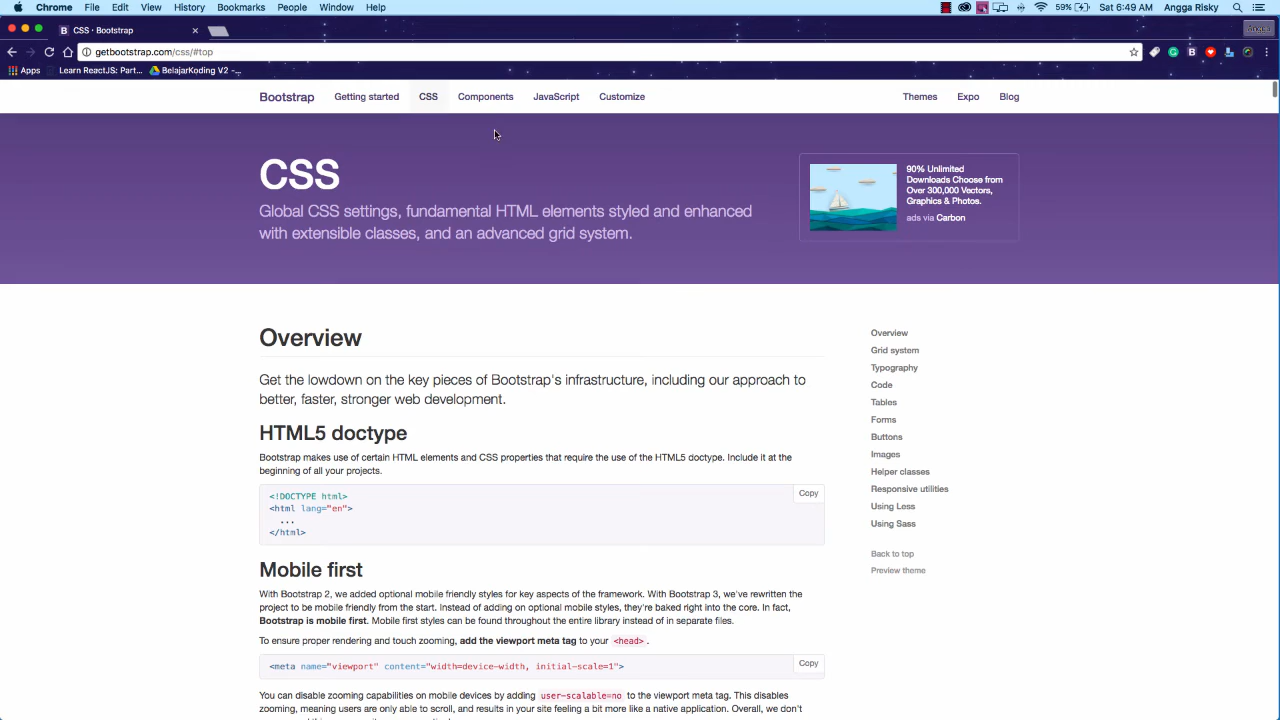 Chrome File Edit View History Bookmarks People Window Help 59% Sat 6:49 AM Angga Risky
CSS · Bootstrap
getbootstrap.com/css/#top
Apps Learn ReactJS: Part... BelajarKoding V2 -...
Bootstrap Getting started CSS Components JavaScript Customize Themes Expo Blog
CSS
Global CSS settings, fundamental HTML elements styled and enhanced
with extensible classes, and an advanced grid system.
90% Unlimited
Downloads Choose from
Over 300,000 Vectors,
Graphics & Photos.
ads via Carbon
Overview
Get the lowdown on the key pieces of Bootstrap's infrastructure, including our approach to
better, faster, stronger web development.
HTML5 doctype
Bootstrap makes use of certain HTML elements and CSS properties that require the use of the HTML5 doctype. Include it at the
beginning of all your projects.
Copy
<!DOCTYPE html>
<html lang="en">
...
</html>
Mobile first
With Bootstrap 2, we added optional mobile friendly styles for key aspects of the framework. With Bootstrap 3, we've rewritten the
project to be mobile friendly from the start. Instead of adding on optional mobile styles, they're baked right into the core. In fact,
Bootstrap is mobile first. Mobile first styles can be found throughout the entire library instead of in separate files.
To ensure proper rendering and touch zooming, add the viewport meta tag to your <head>.
<meta name="viewport" content="width=device-width, initial-scale=1">
Copy
You can disable zooming capabilities on mobile devices by adding user-scalable=no to the viewport meta tag. This disables
zooming, meaning users are only able to scroll, and results in your site feeling a bit more like a native application. Overall, we don't
Overview
Grid system
Typography
Code
Tables
Forms
Buttons
Images
Helper classes
Responsive utilities
Using Less
Using Sass
Back to top
Preview theme